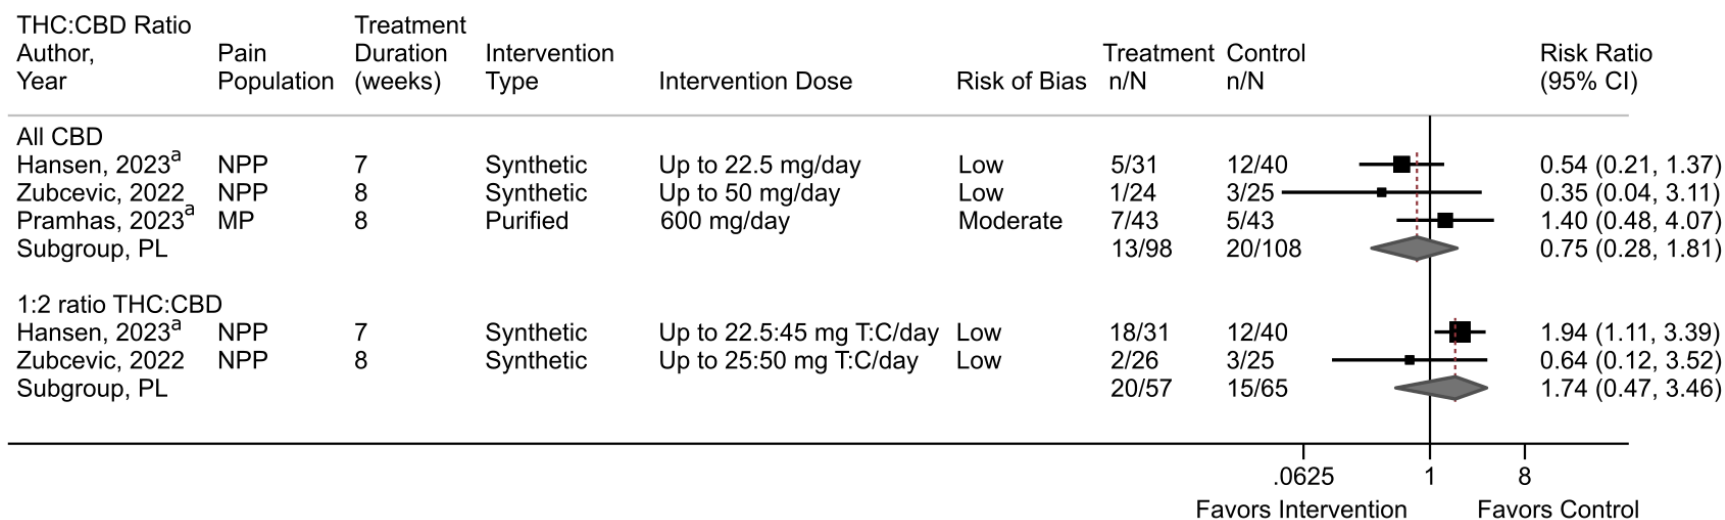 THC:CBD Ratio Treatment
Author, Pain Duration Intervention Treatment Control Risk Ratio
Year Population (weeks) Type Intervention Dose Risk of Bias n/N n/N (95% CI)
All CBD
Hansen, 2023a NPP 7 Synthetic Up to 22.5 mg/day Low 5/31 12/40 0.54 (0.21, 1.37)
Zubcevic, 2022 NPP 8 Synthetic Up to 50 mg/day Low 1/24 3/25 0.35 (0.04, 3.11)
Pramhas, 2023a MP 8 Purified 600 mg/day Moderate 7/43 5/43 1.40 (0.48, 4.07)
Subgroup, PL 13/98 20/108 0.75 (0.28, 1.81)
1:2 ratio THC:CBD
Hansen, 2023a NPP 7 Synthetic Up to 22.5:45 mg T:C/day Low 18/31 12/40 1.94 (1.11, 3.39)
Zubcevic, 2022 NPP 8 Synthetic Up to 25:50 mg T:C/day Low 2/26 3/25 0.64 (0.12, 3.52)
Subgroup, PL 20/57 15/65 1.74 (0.47, 3.46)
.0625 1 8
Favors Intervention Favors Control